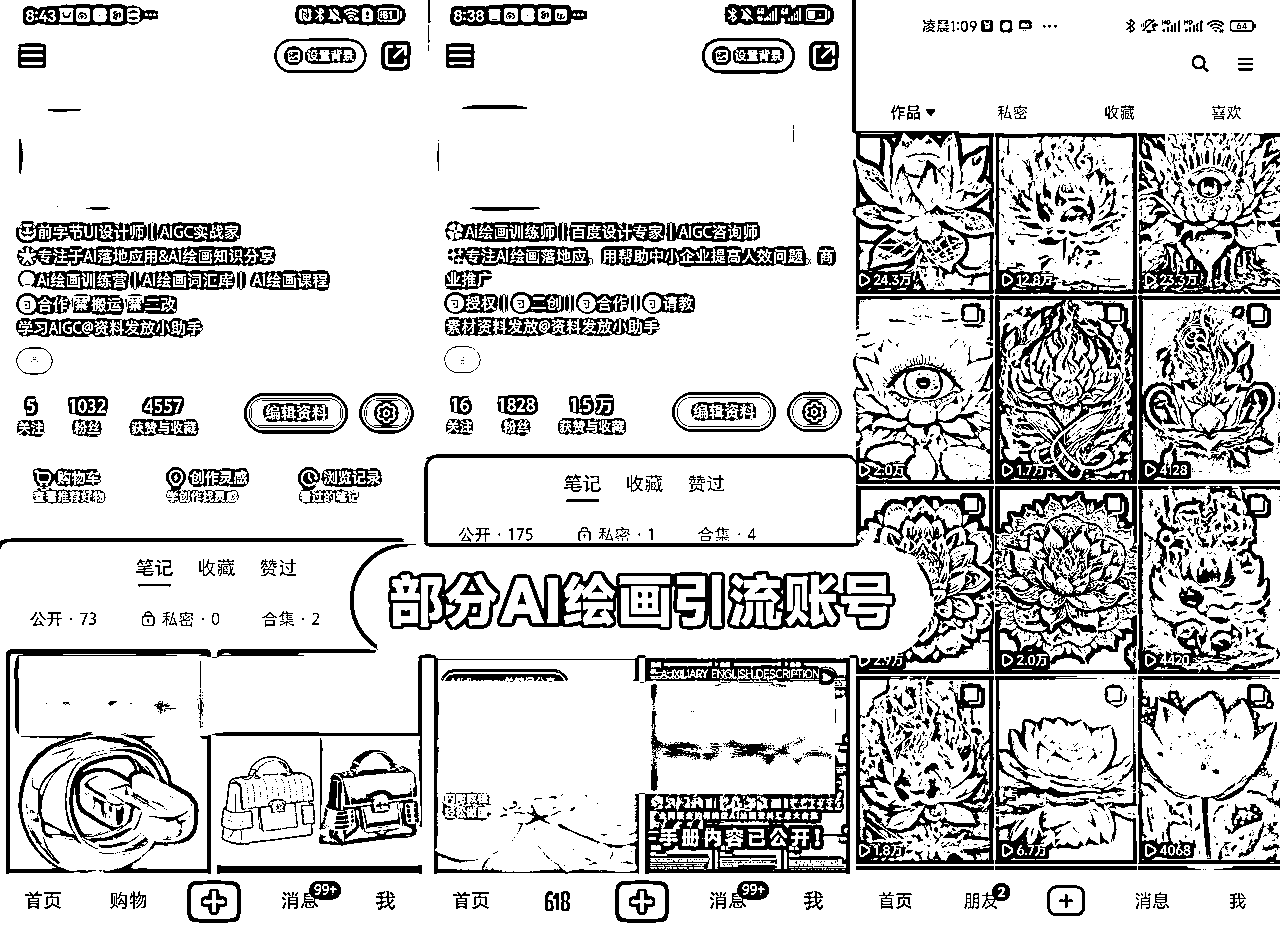 8:43
设置背景
前字节UI设计师 | AIGC实战家
专注于AI落地应用&AI绘画知识分享
AI绘画训练营 | AI绘画词汇库 | AI绘画课程
合作 搬运 二改
学习AIGC@资料发放小助手
5 1032 4557
关注 粉丝 获赞与收藏
编辑资料
购物车 创作灵感 浏览记录
查看推荐好物 学创作找灵感 看过的笔记
笔记 收藏 赞过
公开 · 73 私密 · 0 合集 · 2
首页 购物 消息 99+ 我
8:38
设置背景
AI绘画训练师 | 百度设计专家 | AIGC咨询师
专注AI绘画落地应，用帮助中小企业提高人效问题，商
业推广
授权 | 二创 | 合作 | 请教
素材资料发放@资料发放小助手
16 1828 1.5万
关注 粉丝 获赞与收藏
编辑资料
笔记 收藏 赞过
公开 · 175 私密 · 1 合集 · 4
部分AI绘画引流账号
AUXILIARY ENGLISH DESCRIPTION
手册内容已公开！
首页 618 消息 99+ 我
凌晨1:09 64
作品 私密 收藏 喜欢
24.3万 12.8万
2.0万 1.7万 4128
2.9万 2.0万 4420
1.8万 6.7万 4068
首页 朋友 2 消息 我